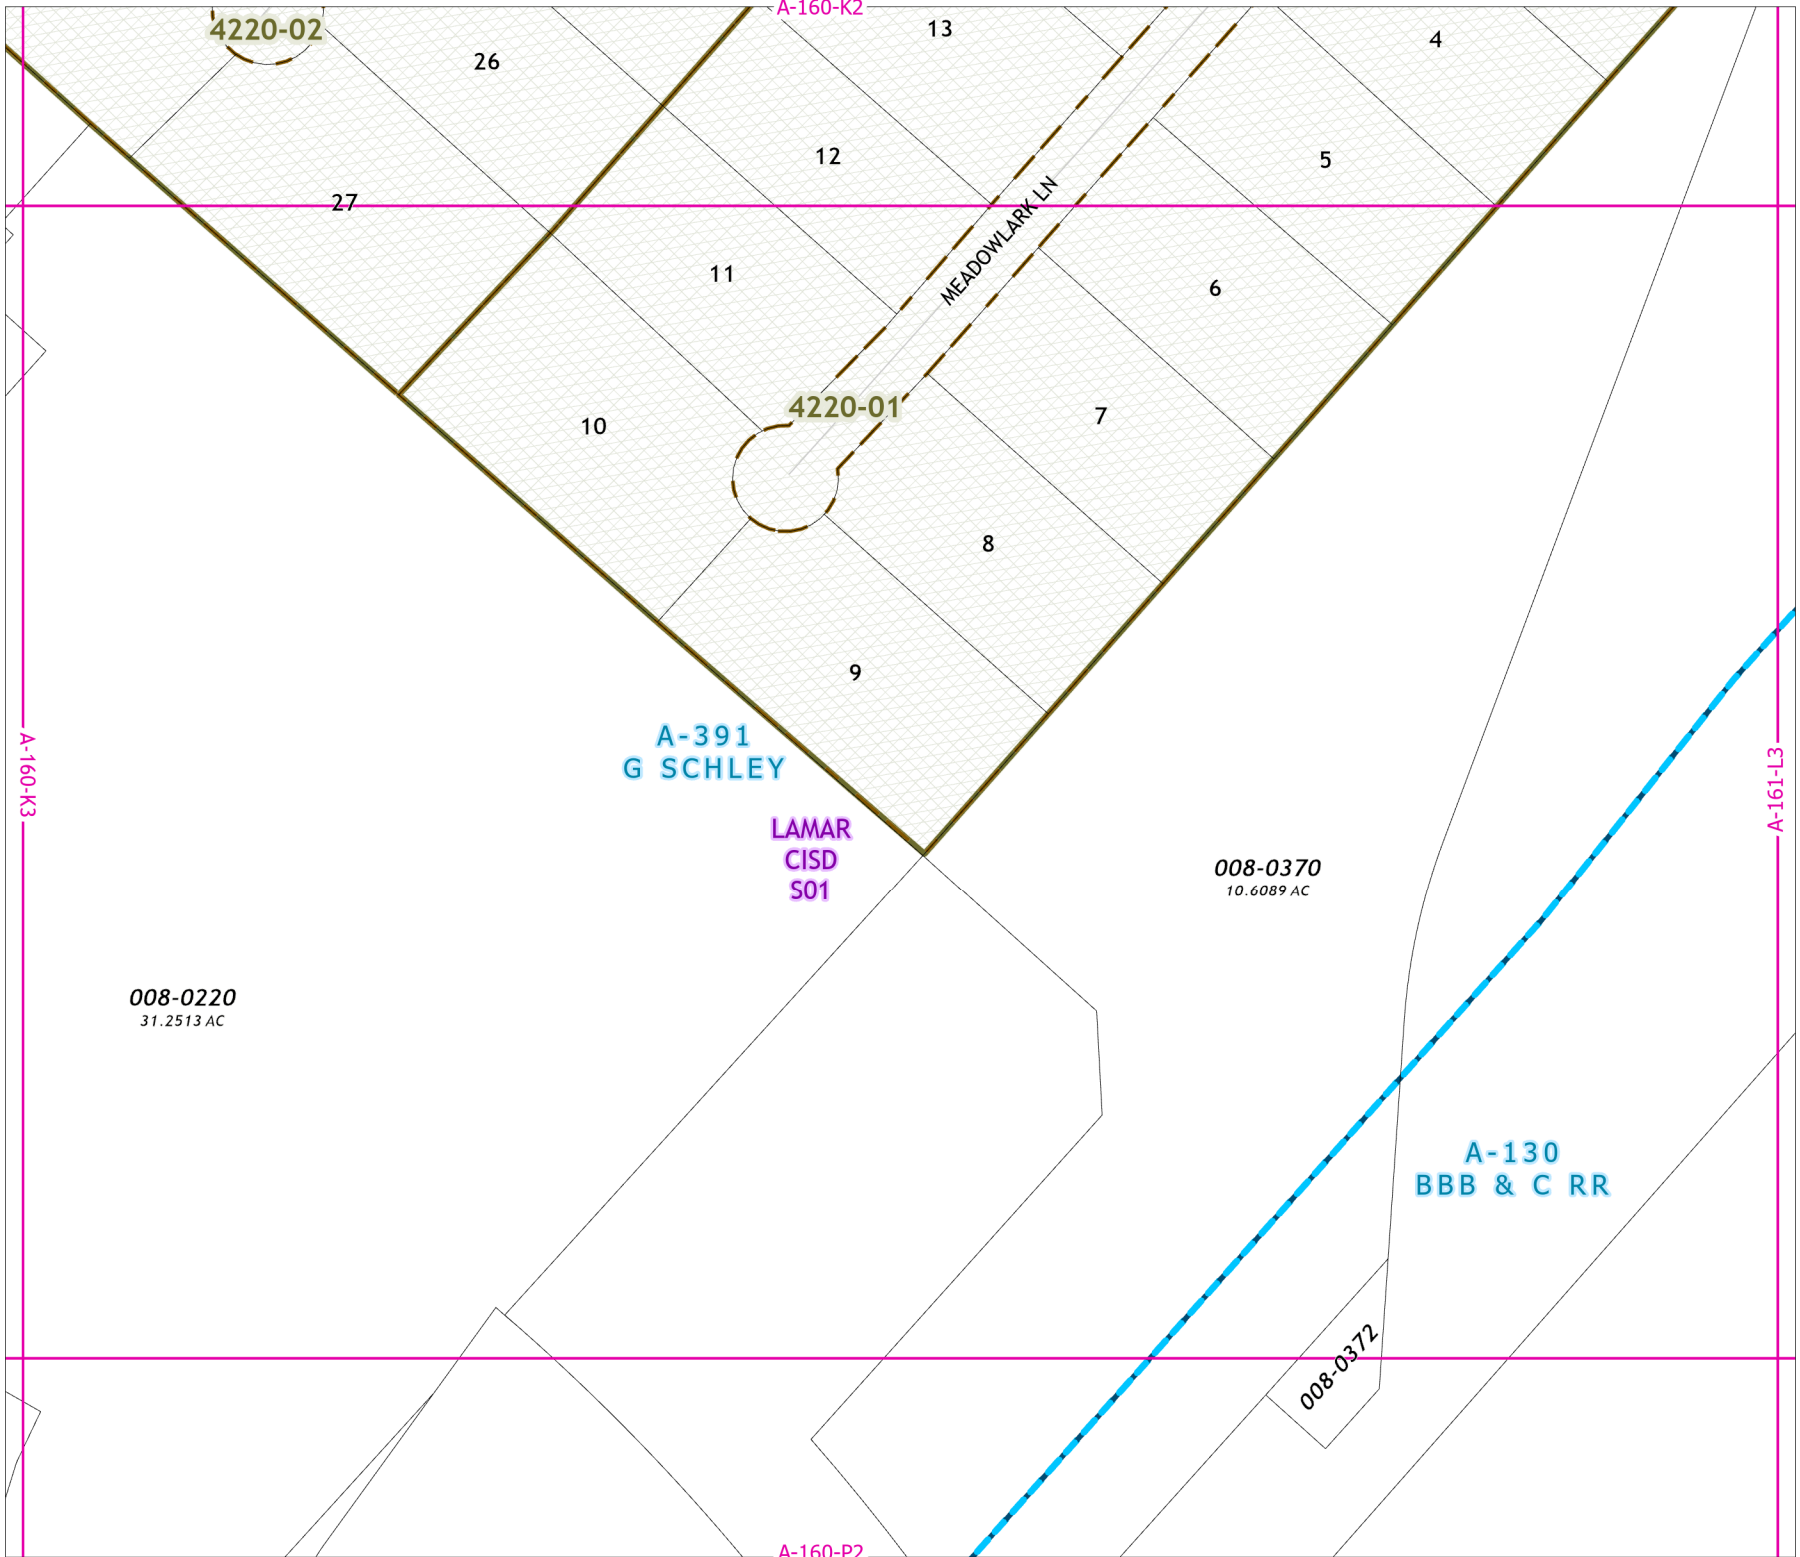 A-160-K2
4220-02
13
4
26
12
5
27
11
MEADOWLARK LN
6
4220-01
10
7
8
9
A-391
G SCHLEY
A-160-K3
A-161-L3
LAMAR
CISD
S01
008-0370
10.6089 AC
008-0220
31.2513 AC
A-130
BBB & C RR
008-0372
A-160-P2